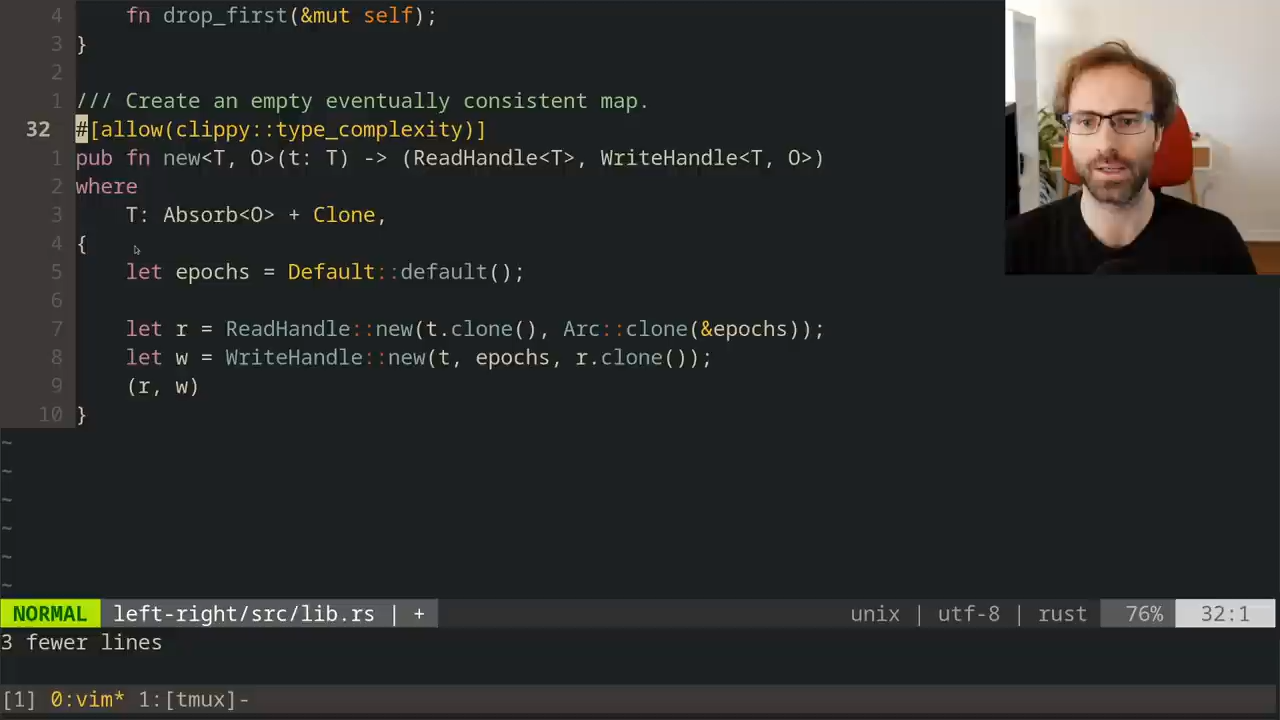 4 fn drop_first(&mut self);
3 }
2
1 /// Create an empty eventually consistent map.
32 #[allow(clippy::type_complexity)]
1 pub fn new<T, O>(t: T) -> (ReadHandle<T>, WriteHandle<T, O>)
2 where
3 T: Absorb<O> + Clone,
4 {
5 let epochs = Default::default();
6
7 let r = ReadHandle::new(t.clone(), Arc::clone(&epochs));
8 let w = WriteHandle::new(t, epochs, r.clone());
9 (r, w)
10 }
~
~
~
~
~
~
NORMAL left-right/src/lib.rs | + unix | utf-8 | rust 76% 32:1
3 fewer lines
[1] 0:vim* 1:[tmux]-